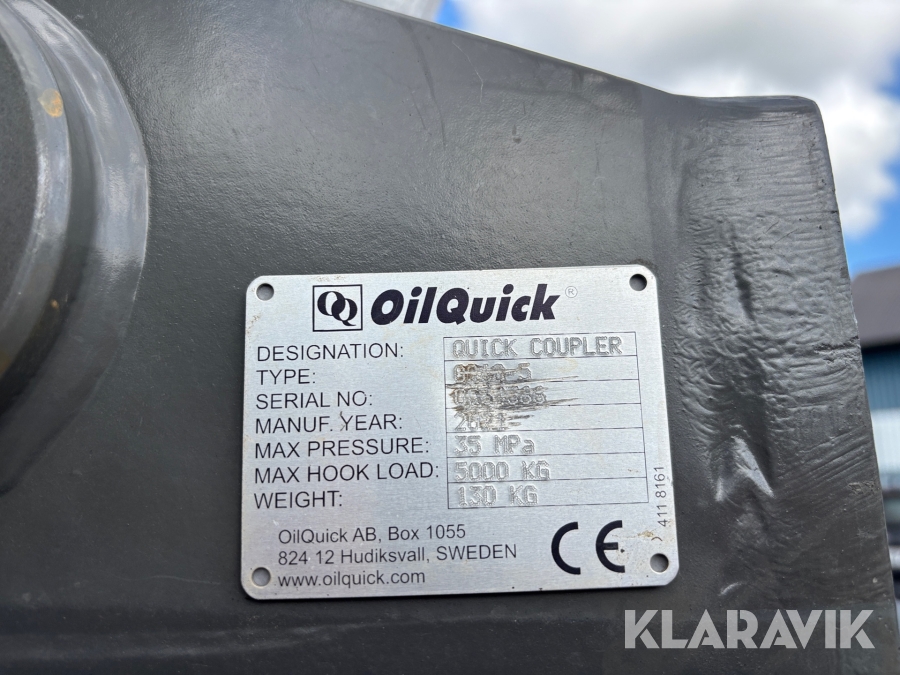 OilQuick®
DESIGNATION: QUICK COUPLER
TYPE:
SERIAL NO:
MANUF. YEAR:
MAX PRESSURE: 35 MPa
MAX HOOK LOAD: 5000 KG
WEIGHT: 130 KG
411 8161
OilQuick AB, Box 1055
824 12 Hudiksvall, SWEDEN
www.oilquick.com
CE
KLARAVIK